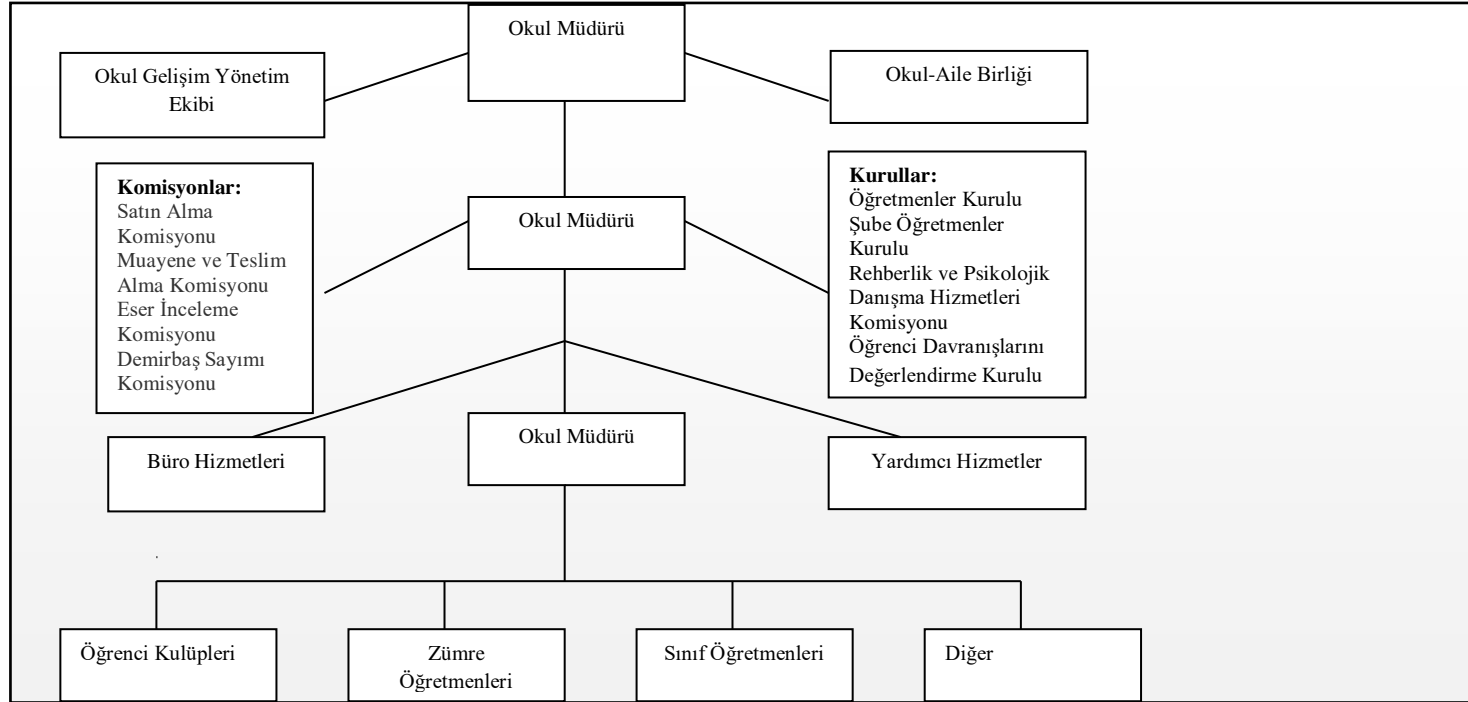 Okul Müdürü
Okul Gelişim Yönetim
Ekibi
Okul-Aile Birliği
Komisyonlar:
Satın Alma
Komisyonu
Muayene ve Teslim
Alma Komisyonu
Eser İnceleme
Komisyonu
Demirbaş Sayımı
Komisyonu
Okul Müdürü
Kurullar:
Öğretmenler Kurulu
Şube Öğretmenler
Kurulu
Rehberlik ve Psikolojik
Danışma Hizmetleri
Komisyonu
Öğrenci Davranışlarını
Değerlendirme Kurulu
Büro Hizmetleri
Okul Müdürü
Yardımcı Hizmetler
Öğrenci Kulüpleri
Zümre
Öğretmenleri
Sınıf Öğretmenleri
Diğer